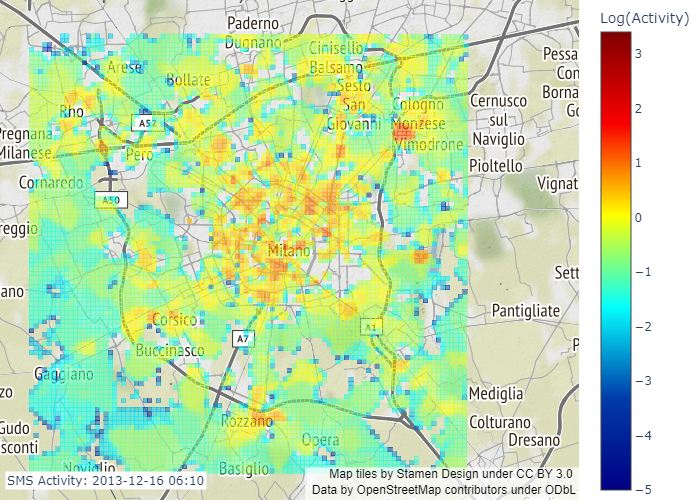 Paderno
Dugnano
Cinisello
Balsamo
Arese
Bollate
Sesto
San
Giovanni
Pessa
Con
Borna
Go
Rho
A52
Cologno
Monzese
Vimodrone
Cernusco
sul
Naviglio
Pregnana
Milanese
Pero
Pioltello
Cornaredo
A50
Vignat
reggio
Milano
Sett
ano
Pantigliate
Corsico
A1
A7
Buccinasco
P
Gaggiano
zo
Mediglia
Rozzano
Colturano
Gudo
sconti
Opera
Dresano
Noviglio
Basiglio
SMS Activity: 2013-12-16 06:10
Map tiles by Stamen Design under CC BY 3.0
Data by OpenStreetMap contributors under ODbL
Log(Activity)
3
2
1
0
−1
−2
−3
−4
−5